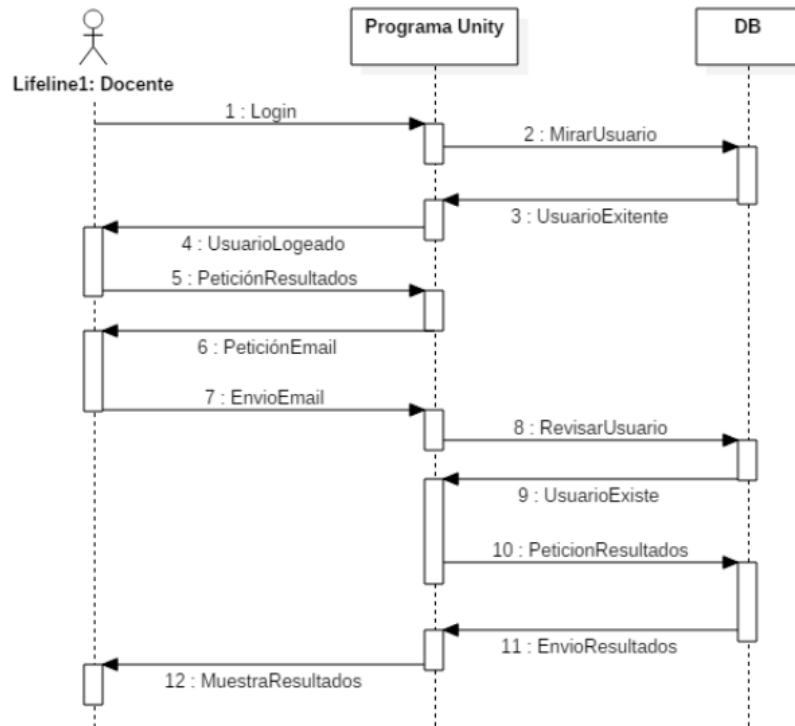 Programa Unity
DB
Lifeline1: Docente
1 : Login
2 : MirarUsuario
3 : UsuarioExitente
4 : UsuarioLogeado
5 : PeticiónResultados
6 : PeticiónEmail
7 : EnvioEmail
8 : RevisarUsuario
9 : UsuarioExiste
10 : PeticionResultados
11 : EnvioResultados
12 : MuestraResultados